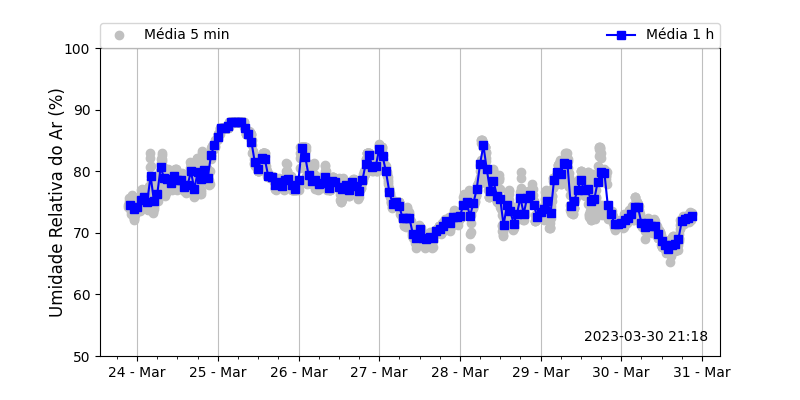 Média 5 min
Média 1 h
Umidade Relativa do Ar (%)
100
90
80
70
60
50
2023-03-30 21:18
24 - Mar
25 - Mar
26 - Mar
27 - Mar
28 - Mar
29 - Mar
30 - Mar
31 - Mar